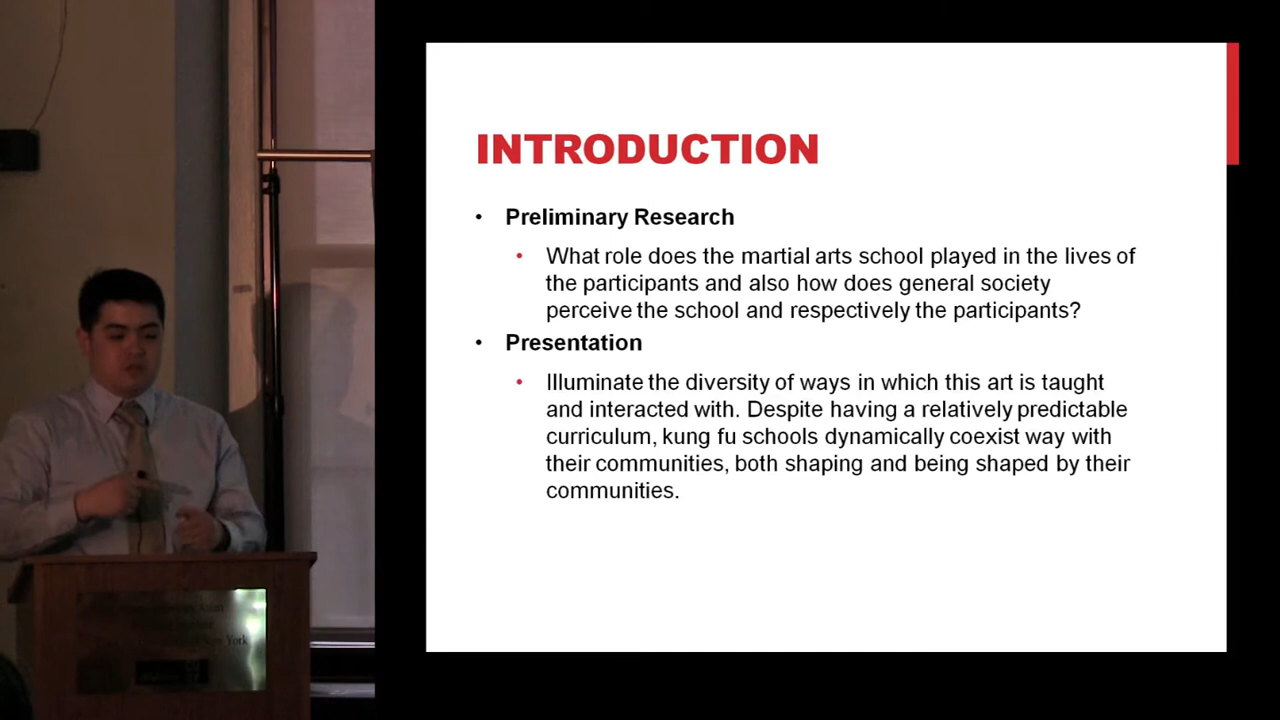 INTRODUCTION
• Preliminary Research
• What role does the martial arts school played in the lives of
the participants and also how does general society
perceive the school and respectively the participants?
• Presentation
• Illuminate the diversity of ways in which this art is taught
and interacted with. Despite having a relatively predictable
curriculum, kung fu schools dynamically coexist way with
their communities, both shaping and being shaped by their
communities.
York